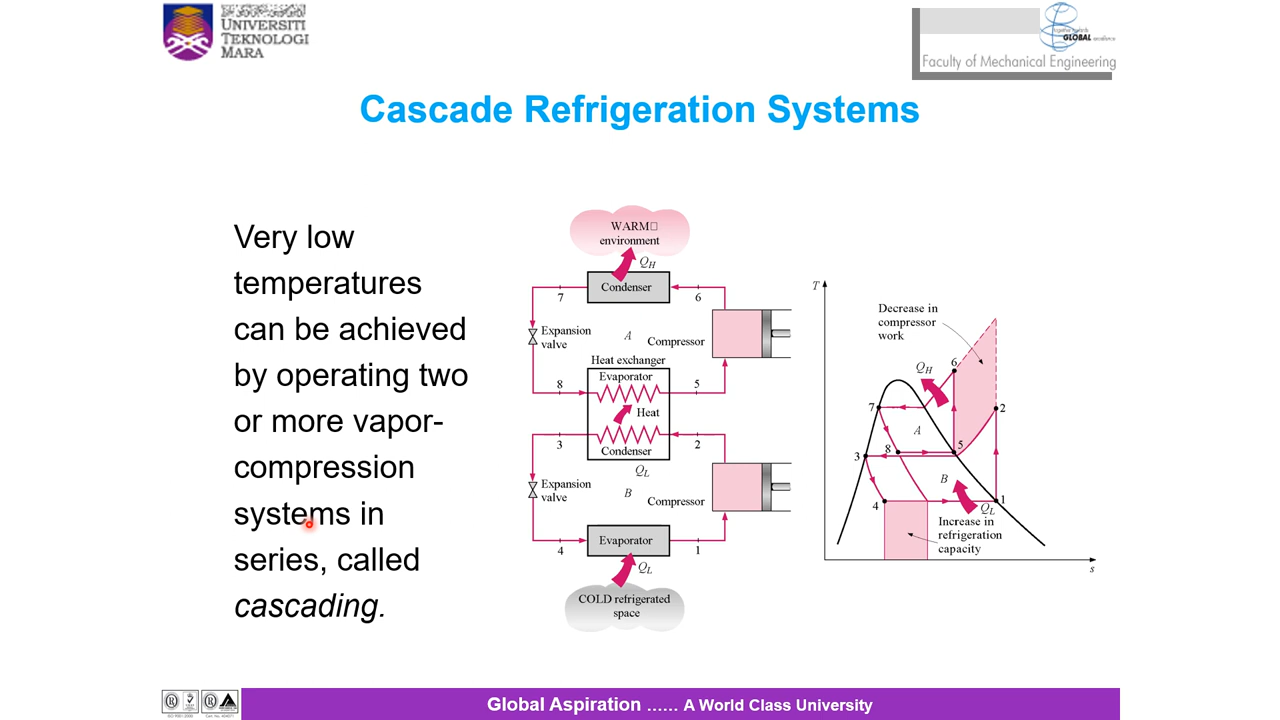 UNIVERSITI
TEKNOLOGI
MARA
GLOBAL
Faculty of Mechanical Engineering
Cascade Refrigeration Systems
Very low
temperatures
can be achieved
by operating two
or more vapor-
compression
systems in
series, called
cascading.
WARM□
environment
QH
Condenser
7
6
Expansion
valve
A
Compressor
Heat exchanger
Evaporator
8
5
Heat
3
2
Condenser
QL
Expansion
valve
B
Compressor
Evaporator
4
1
QL
COLD refrigerated
space
T
Decrease in
compressor
work
6
QH
7
2
A
5
8
3
B
4
1
QL
Increase in
refrigeration
capacity
s
Global Aspiration ...... A World Class University